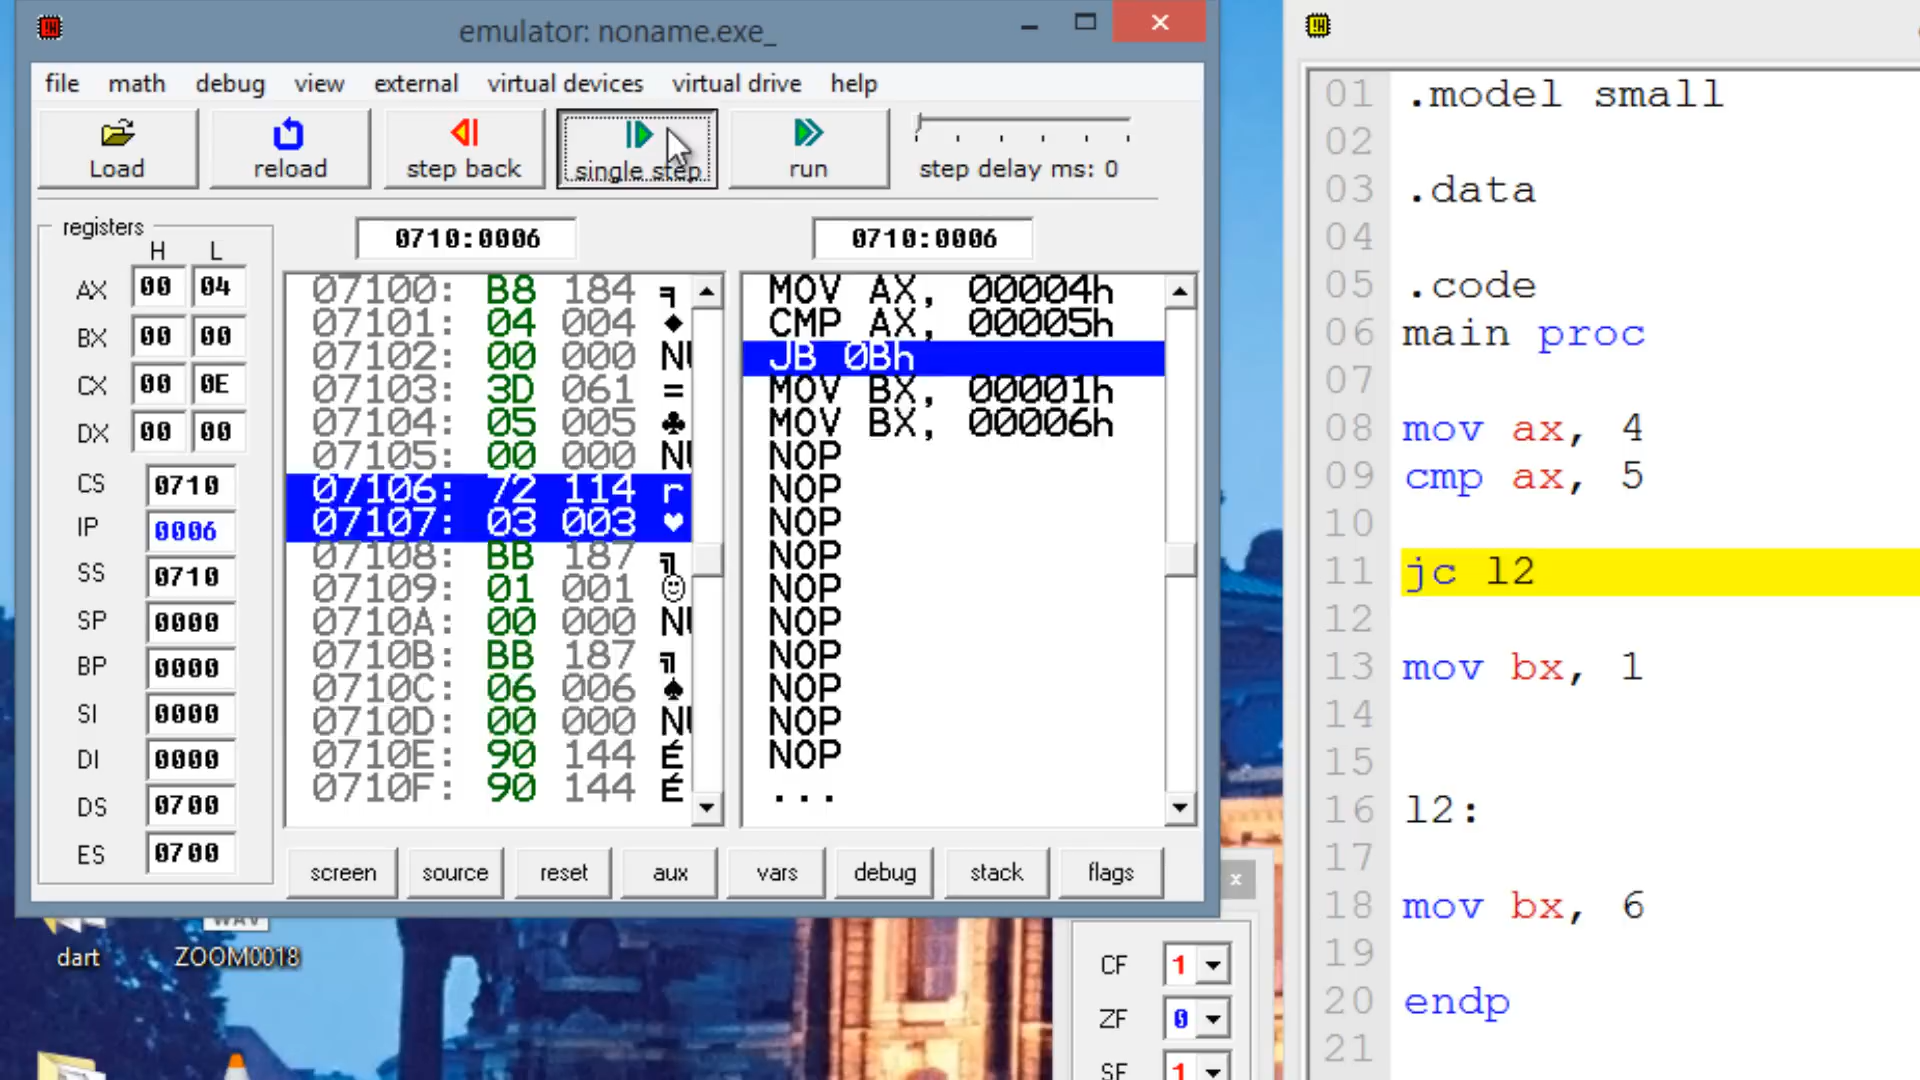 emulator: noname.exe_
file math debug view external virtual devices virtual drive help
Load reload step back single step run step delay ms: 0
registers
H L
AX 00 04
BX 00 00
CX 00 0E
DX 00 00
CS 0710
IP 0006
SS 0710
SP 0000
BP 0000
SI 0000
DI 0000
DS 0700
ES 0700
0710:0006
07100: B8 184 ╕
07101: 04 004 ♦
07102: 00 000 NU
07103: 3D 061 =
07104: 05 005 ♣
07105: 00 000 NU
07106: 72 114 r
07107: 03 003 ♥
07108: BB 187 ╗
07109: 01 001 ☺
0710A: 00 000 NU
0710B: BB 187 ╗
0710C: 06 006 ♠
0710D: 00 000 NU
0710E: 90 144 É
0710F: 90 144 É
0710:0006
MOV AX, 00004h
CMP AX, 00005h
JB 0Bh
MOV BX, 00001h
MOV BX, 00006h
NOP
NOP
NOP
NOP
NOP
NOP
NOP
NOP
NOP
NOP
...
screen source reset aux vars debug stack flags
dart
WAV
ZOOM0018
CF 1
ZF 0
SF 1
01 .model small
02
03 .data
04
05 .code
06 main proc
07
08 mov ax, 4
09 cmp ax, 5
10
11 jc l2
12
13 mov bx, 1
14
15
16 l2:
17
18 mov bx, 6
19
20 endp
21